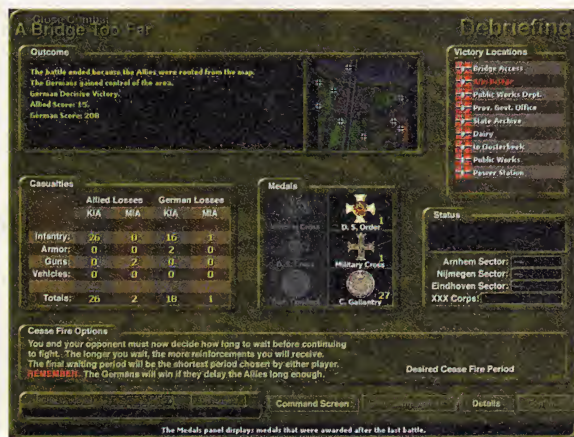 Close Combat
A Bridge Too Far
Debriefing
Outcome
The battle ended because the Allies were routed from the map.
The Germans gained control of the area.
German Decisive Victory.
Allied Score: 15.
German Score: 208
Victory Locations
Bridge Access
Public Works Dept.
Prov. Govt. Office
State Archive
Dairy
to Oosterbeek
Public Works
Power Station
Casualties
Allied Losses German Losses
KIA MIA KIA MIA
Infantry: 26 0 16 1
Armor: 0 0 2 0
Guns: 0 2 0 0
Vehicles: 0 0 0 0
Totals: 26 2 18 1
Medals
D. S. Order 1
Military Cross 1
C. Gallantry 27
Status
Arnhem Sector:
Nijmegen Sector:
Eindhoven Sector:
XXX Corps:
Cease Fire Options
You and your opponent must now decide how long to wait before continuing
to fight. The longer you wait, the more reinforcements you will receive.
The final waiting period will be the shortest period chosen by either player.
REMEMBER: The Germans will win if they delay the Allies long enough.
Desired Cease Fire Period
Command Screen
Details
The Medals panel displays medals that were awarded after the last battle.